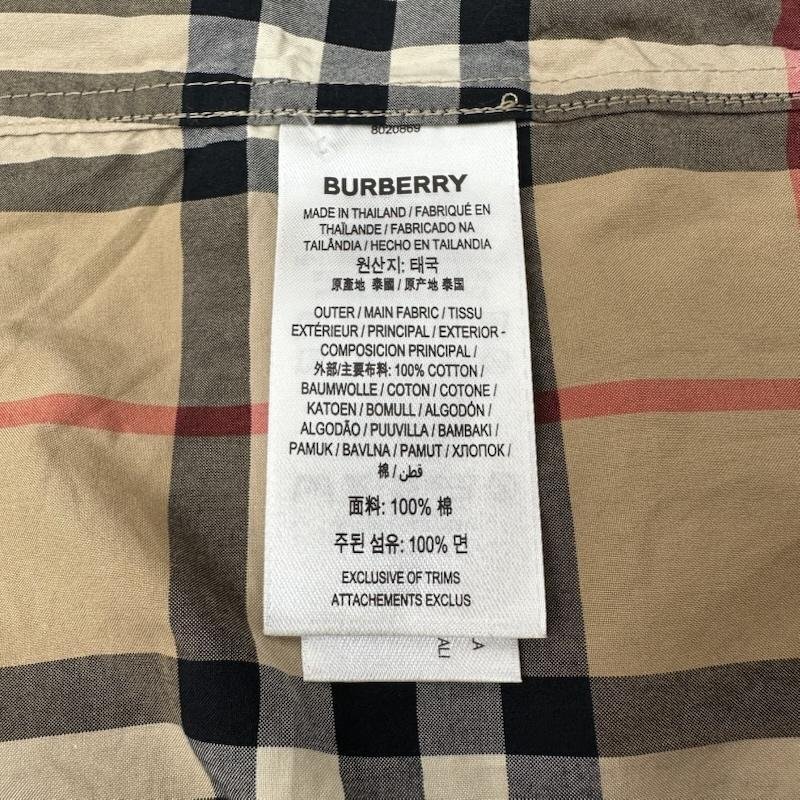 8020869
BURBERRY
MADE IN THAILAND / FABRIQUÉ EN
THAÏLANDE / FABRICADO NA
TAILÂNDIA / HECHO EN TAILANDIA
원산지: 태국
原產地 泰國 / 原产地 泰国
OUTER / MAIN FABRIC / TISSU
EXTÉRIEUR / PRINCIPAL / EXTERIOR -
COMPOSICION PRINCIPAL /
外部/主要布料: 100% COTTON /
BAUMWOLLE / COTON / COTONE /
KATOEN / BOMULL / ALGODÓN /
ALGODÃO / PUUVILLA / BAMBAKI /
PAMUK / BAVLNA / PAMUT / ХЛОПОК /
棉 / قطن /
面料: 100% 棉
주된 섬유: 100% 면
EXCLUSIVE OF TRIMS
ATTACHEMENTS EXCLUS